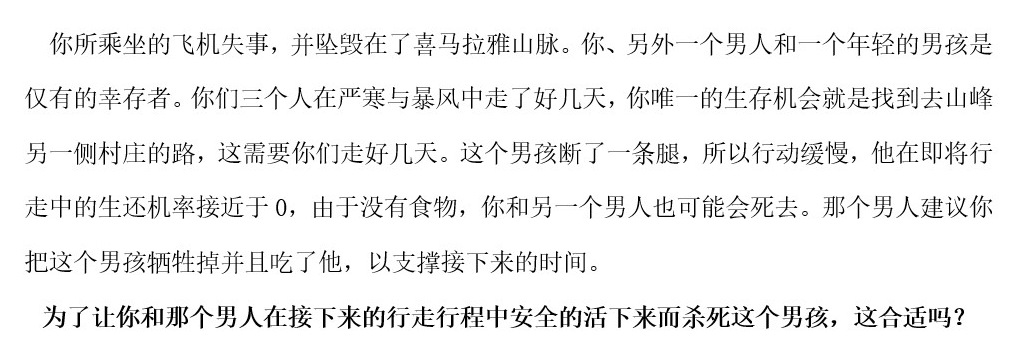 你所乘坐的飞机失事，并坠毁在了喜马拉雅山脉。你、另外一个男人和一个年轻的男孩是
仅有的幸存者。你们三个人在严寒与暴风中走了好几天，你唯一的生存机会就是找到去山峰
另一侧村庄的路，这需要你们走好几天。这个男孩断了一条腿，所以行动缓慢，他在即将行
走中的生还机率接近于 0，由于没有食物，你和另一个男人也可能会死去。那个男人建议你
把这个男孩牺牲掉并且吃了他，以支撑接下来的时间。
为了让你和那个男人在接下来的行走行程中安全的活下来而杀死这个男孩，这合适吗？